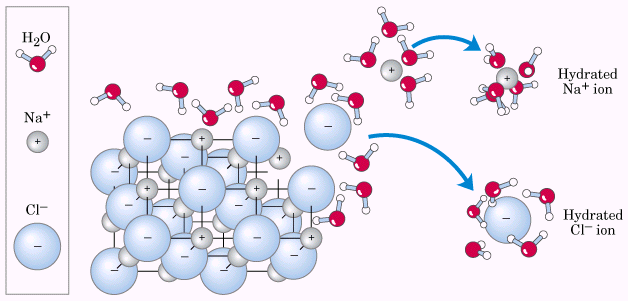 H₂O
Na⁺
+
Cl⁻
−
Hydrated
Na⁺ ion
Hydrated
Cl⁻ ion